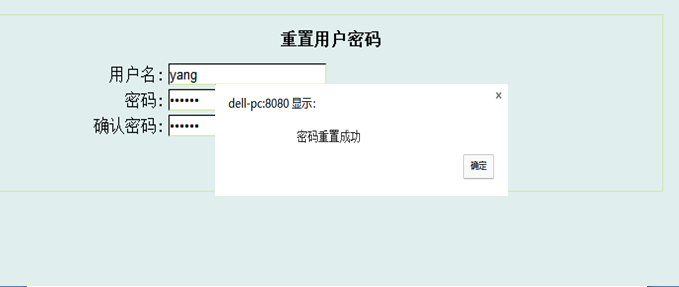 重置用户密码
用户名: yang
密码: ••••••
确认密码: ••••••
dell-pc:8080 显示:
×
密码重置成功
确定